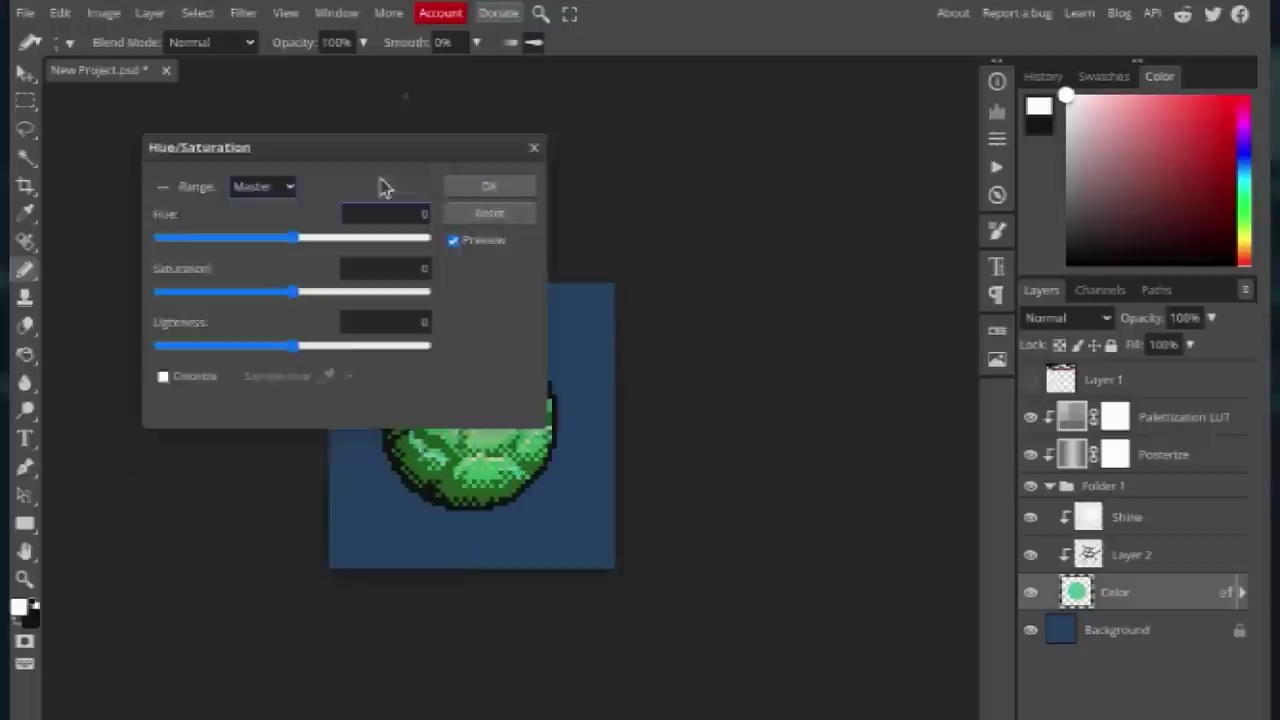 File Edit Image Layer Select Filter View Window More Account Donate About Report a bug Learn Blog API
Blend Mode: Normal Opacity: 100% Smooth: 0%
New Project.psd *
History Swatches Color
Hue/Saturation
Range: Master OK
Hue: 0 Reset
Preview
Saturation: 0
Lightness: 0
Colorize
Layers Channels Paths
Normal Opacity: 100%
Lock: Fill: 100%
Layer 1
Palettization LUT
Posterize
Folder 1
Shine
Layer 2
Color eff
Background